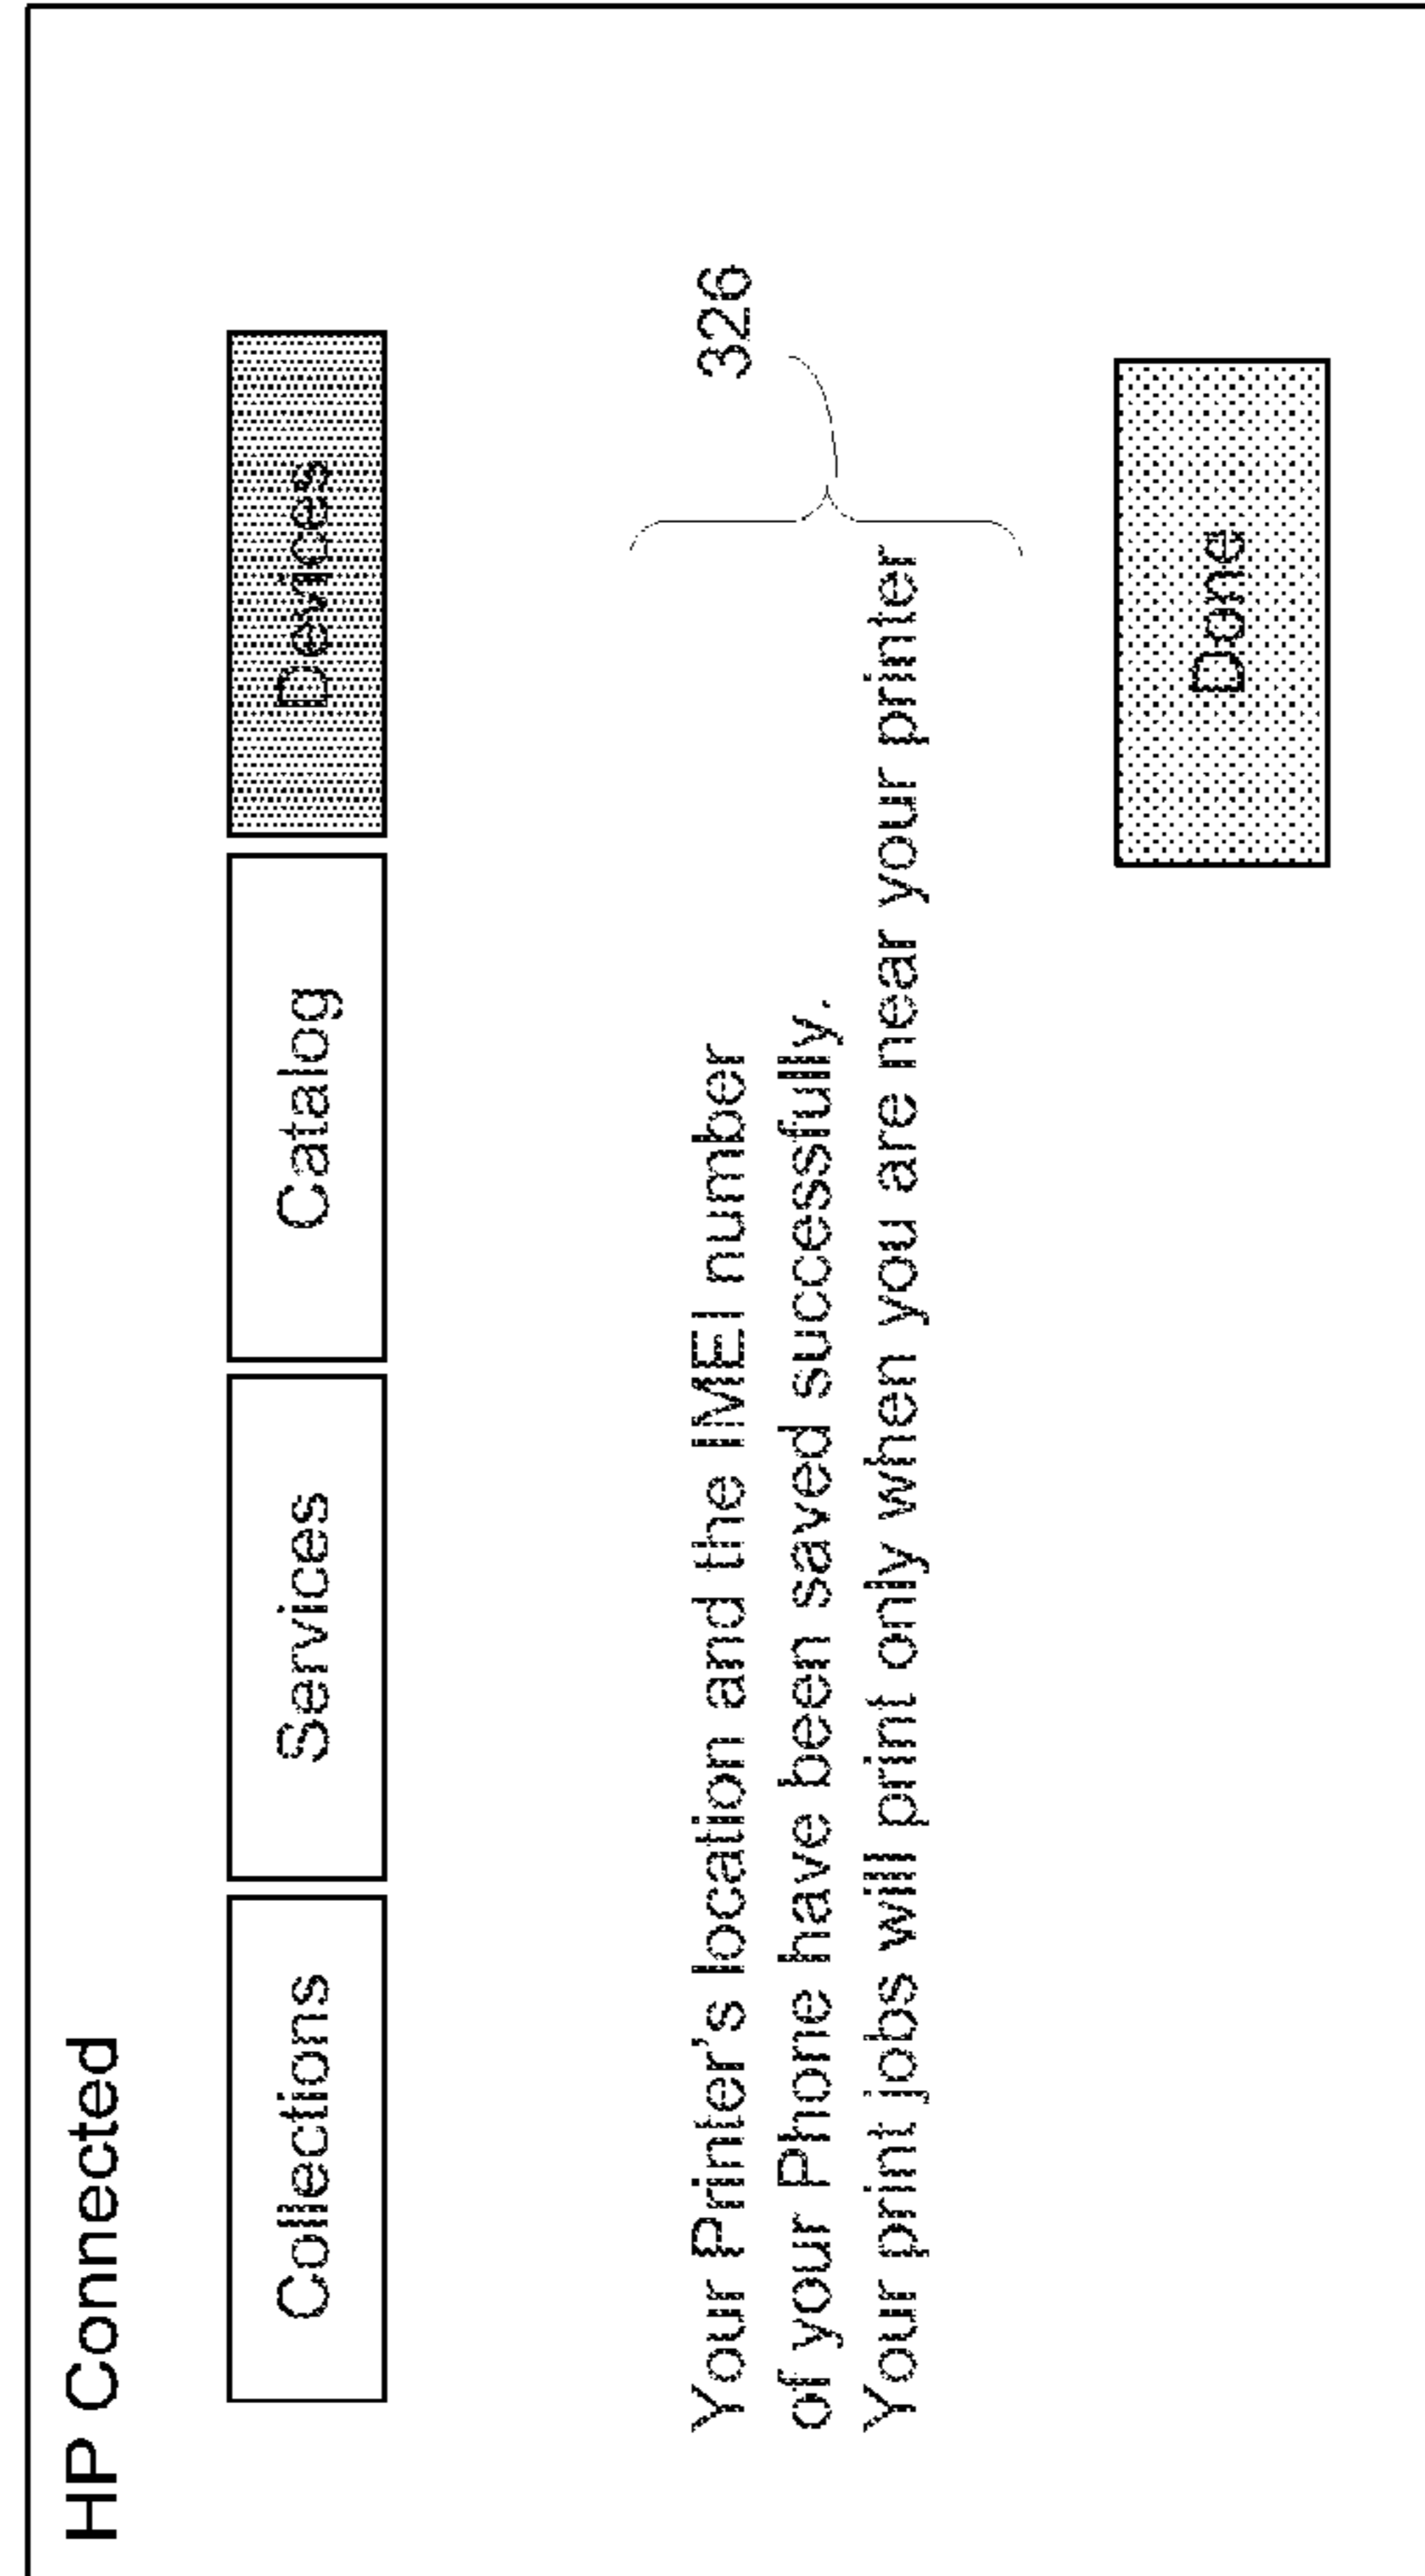 HP Connected
Collections
Services
Catalog
Devices
Your Printer's location and the IMEI number
of your Phone have been saved successfully.
Your print jobs will print only when you are near your printer
326
Done